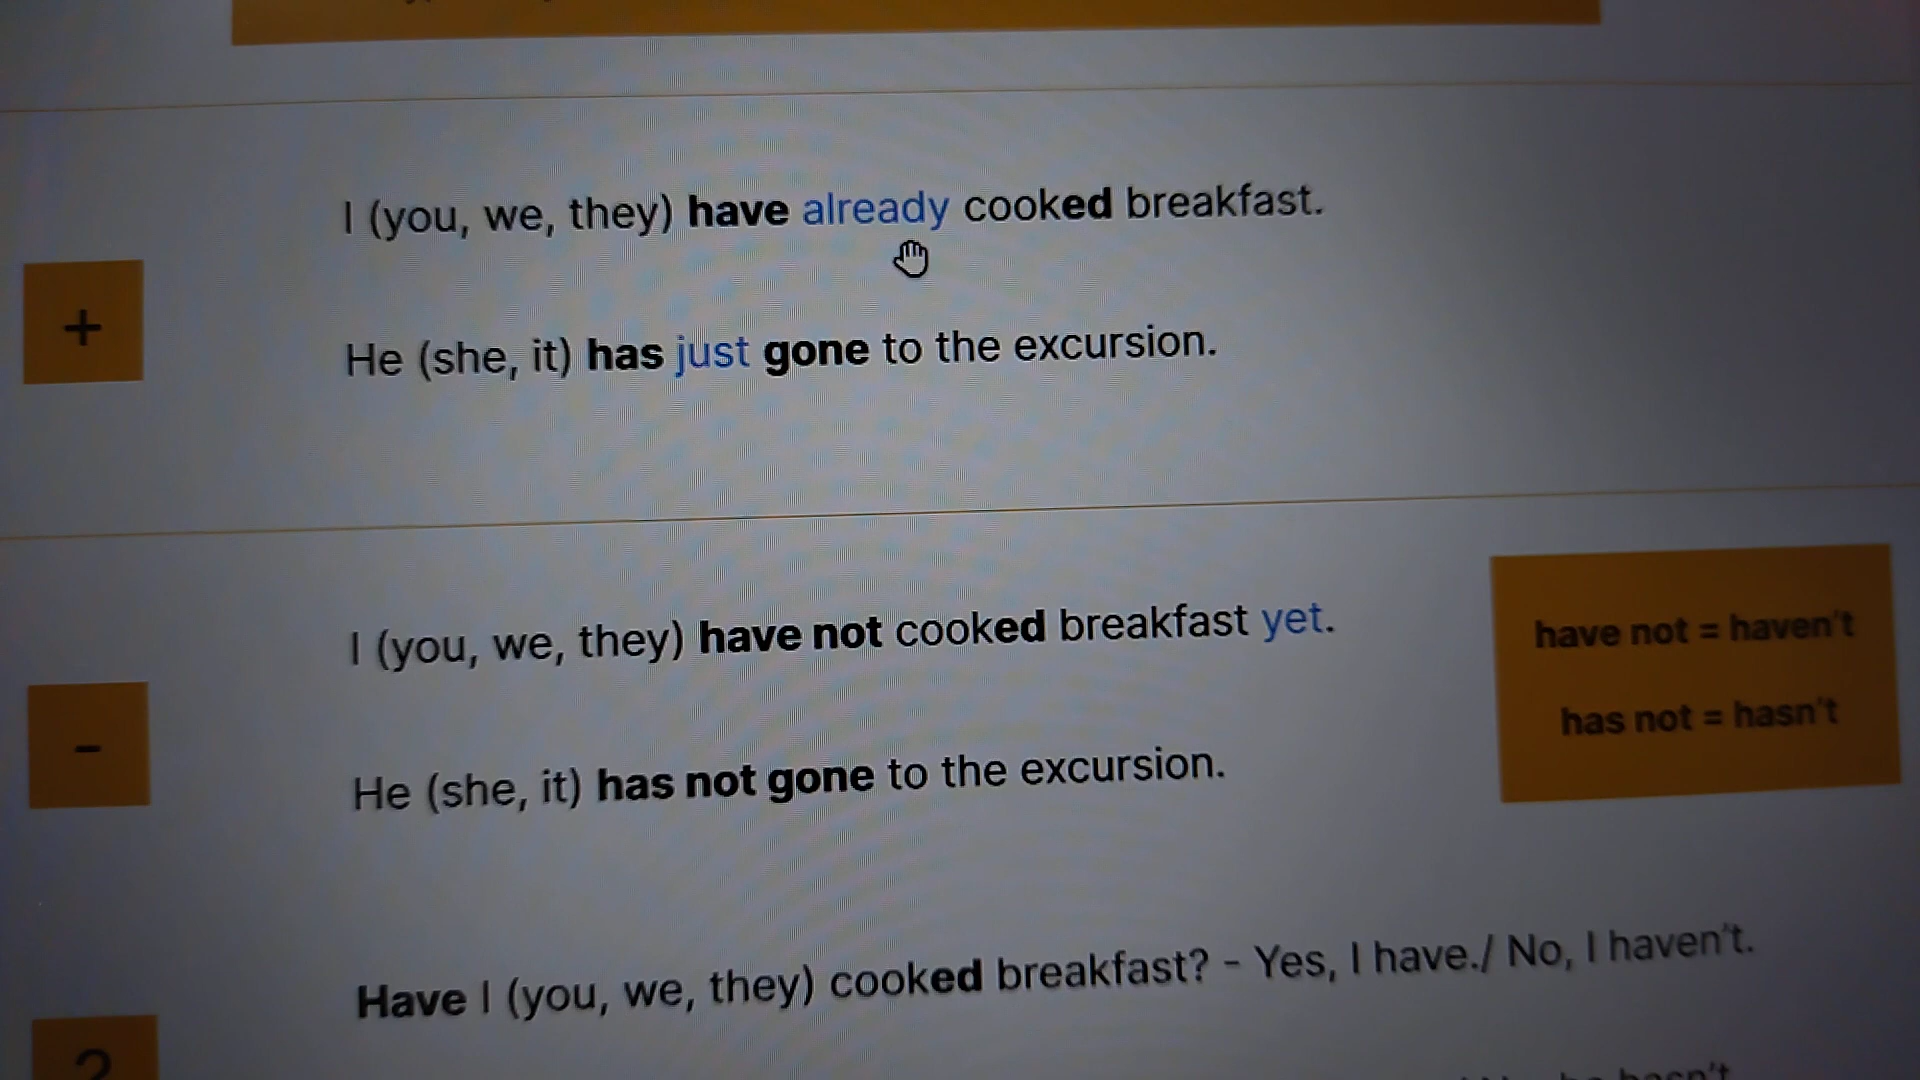 +
I (you, we, they) have already cooked breakfast.
He (she, it) has just gone to the excursion.
-
I (you, we, they) have not cooked breakfast yet.
He (she, it) has not gone to the excursion.
have not = haven't
has not = hasn't
?
Have I (you, we, they) cooked breakfast? - Yes, I have./ No, I haven't.
hasn't